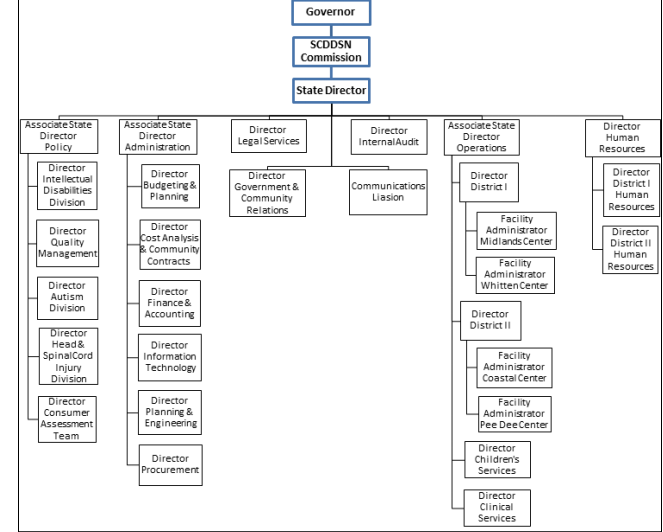 Governor
SCDDSN
Commission
State Director
Associate State
Director
Policy
Associate State
Director
Administration
Director
Legal Services
Director
Internal Audit
Associate State
Director
Operations
Director
Human
Resources
Director
Intellectual
Disabilities
Division
Director
Quality
Management
Director
Autism
Division
Director
Head &
Spinal Cord
Injury
Division
Director
Consumer
Assessment
Team
Director
Budgeting &
Planning
Director
Cost Analysis
& Community
Contracts
Director
Finance &
Accounting
Director
Information
Technology
Director
Planning &
Engineering
Director
Procurement
Director
Government &
Community
Relations
Communications
Liasion
Director
District I
Facility
Administrator
Midlands Center
Facility
Administrator
Whitten Center
Director
District II
Facility
Administrator
Coastal Center
Facility
Administrator
Pee Dee Center
Director
Children's
Services
Director
Clinical
Services
Director
District I
Human
Resources
Director
District II
Human
Resources